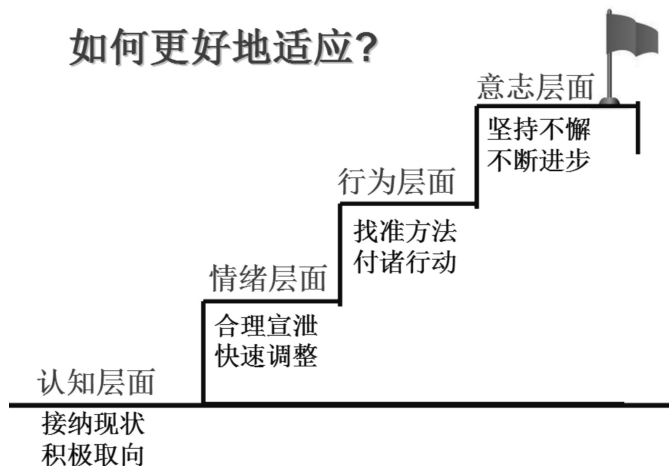 如何更好地适应?
意志层面
坚持不懈
不断进步
行为层面
找准方法
付诸行动
情绪层面
合理宣泄
快速调整
认知层面
接纳现状
积极取向